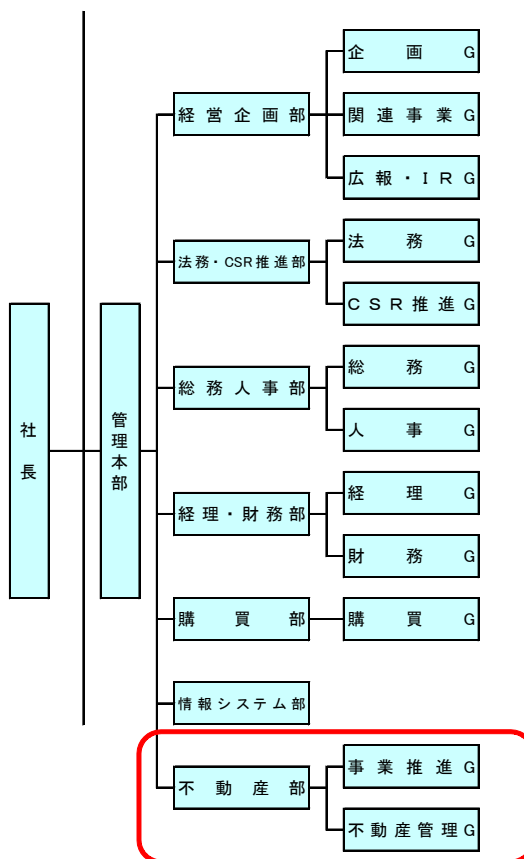 企画G
経営企画部
関連事業G
広報・IRG
法務G
法務・CSR推進部
CSR推進G
社長
管理本部
総務G
総務人事部
人事G
経理G
経理・財務部
財務G
購買部
購買G
情報システム部
事業推進G
不動産部
不動産管理G